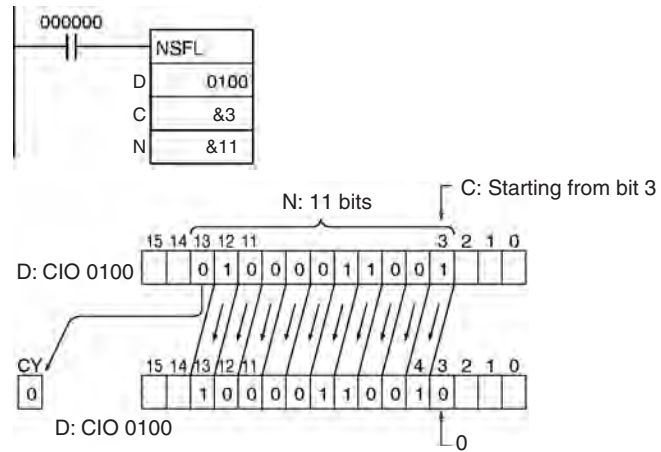 000000
NSFL
D 0100
C &3
N &11
C: Starting from bit 3
N: 11 bits
15 14 13 12 11 3 2 1 0
D: CIO 0100 0 1 0 0 0 0 1 1 0 0 1
CY 15 14 13 12 11 4 3 2 1 0
0 1 0 0 0 0 1 1 0 0 1 0
D: CIO 0100
0